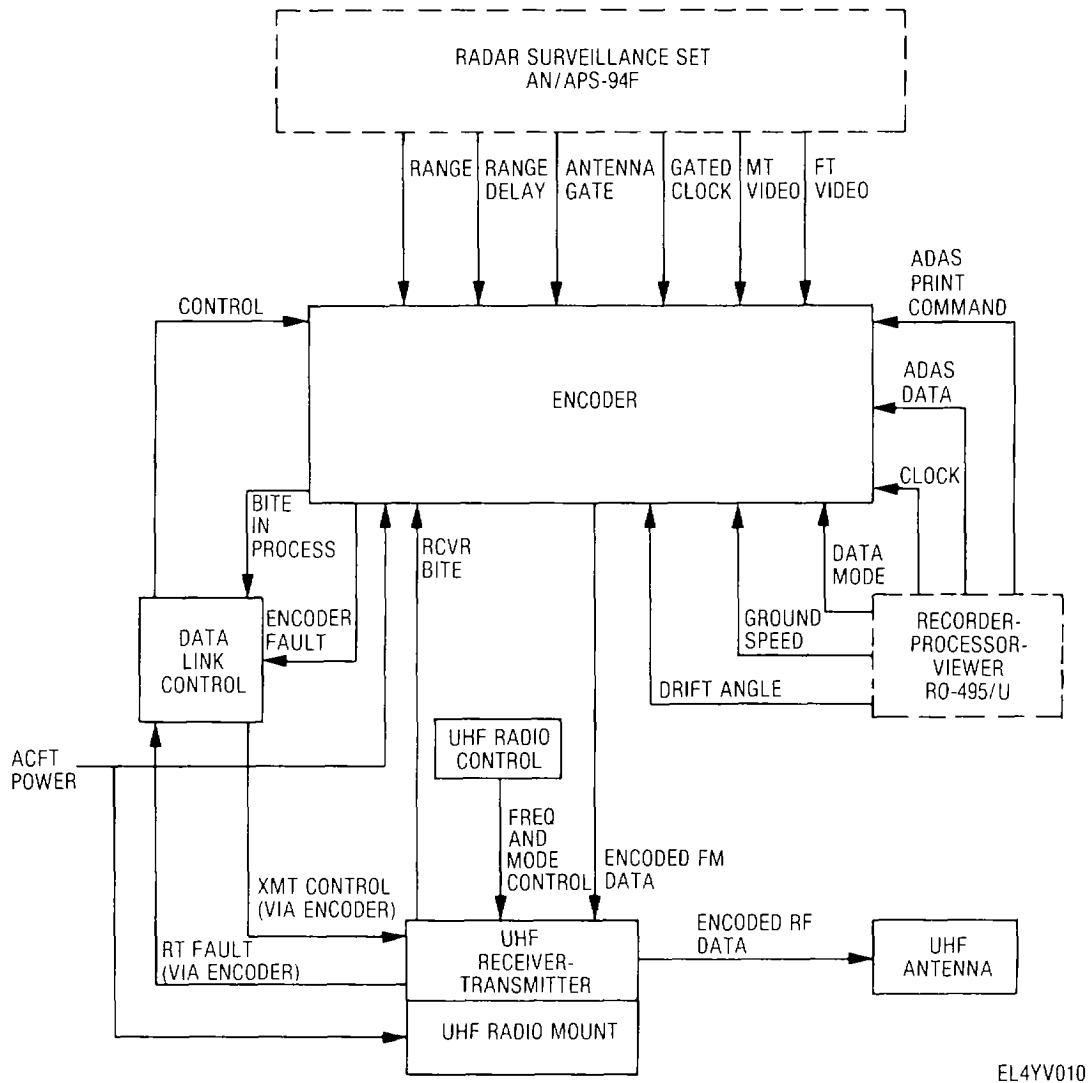 RADAR SURVEILLANCE SET
AN/APS-94F
RANGE
RANGE
DELAY
ANTENNA
GATE
GATED
CLOCK
MT
VIDEO
FT
VIDEO
ADAS
PRINT
COMMAND
CONTROL
ENCODER
ADAS
DATA
CLOCK
BITE
IN
PROCESS
RCVR
BITE
DATA
MODE
ENCODER
FAULT
DATA
LINK
CONTROL
GROUND
SPEED
RECORDER-
PROCESSOR-
VIEWER
RO-495/U
DRIFT ANGLE
UHF RADIO
CONTROL
ACFT
POWER
FREQ
AND
MODE
CONTROL
ENCODED FM
DATA
XMT CONTROL
(VIA ENCODER)
RT FAULT
(VIA ENCODER)
UHF
RECEIVER-
TRANSMITTER
ENCODED RF
DATA
UHF
ANTENNA
UHF RADIO MOUNT
EL4YV010